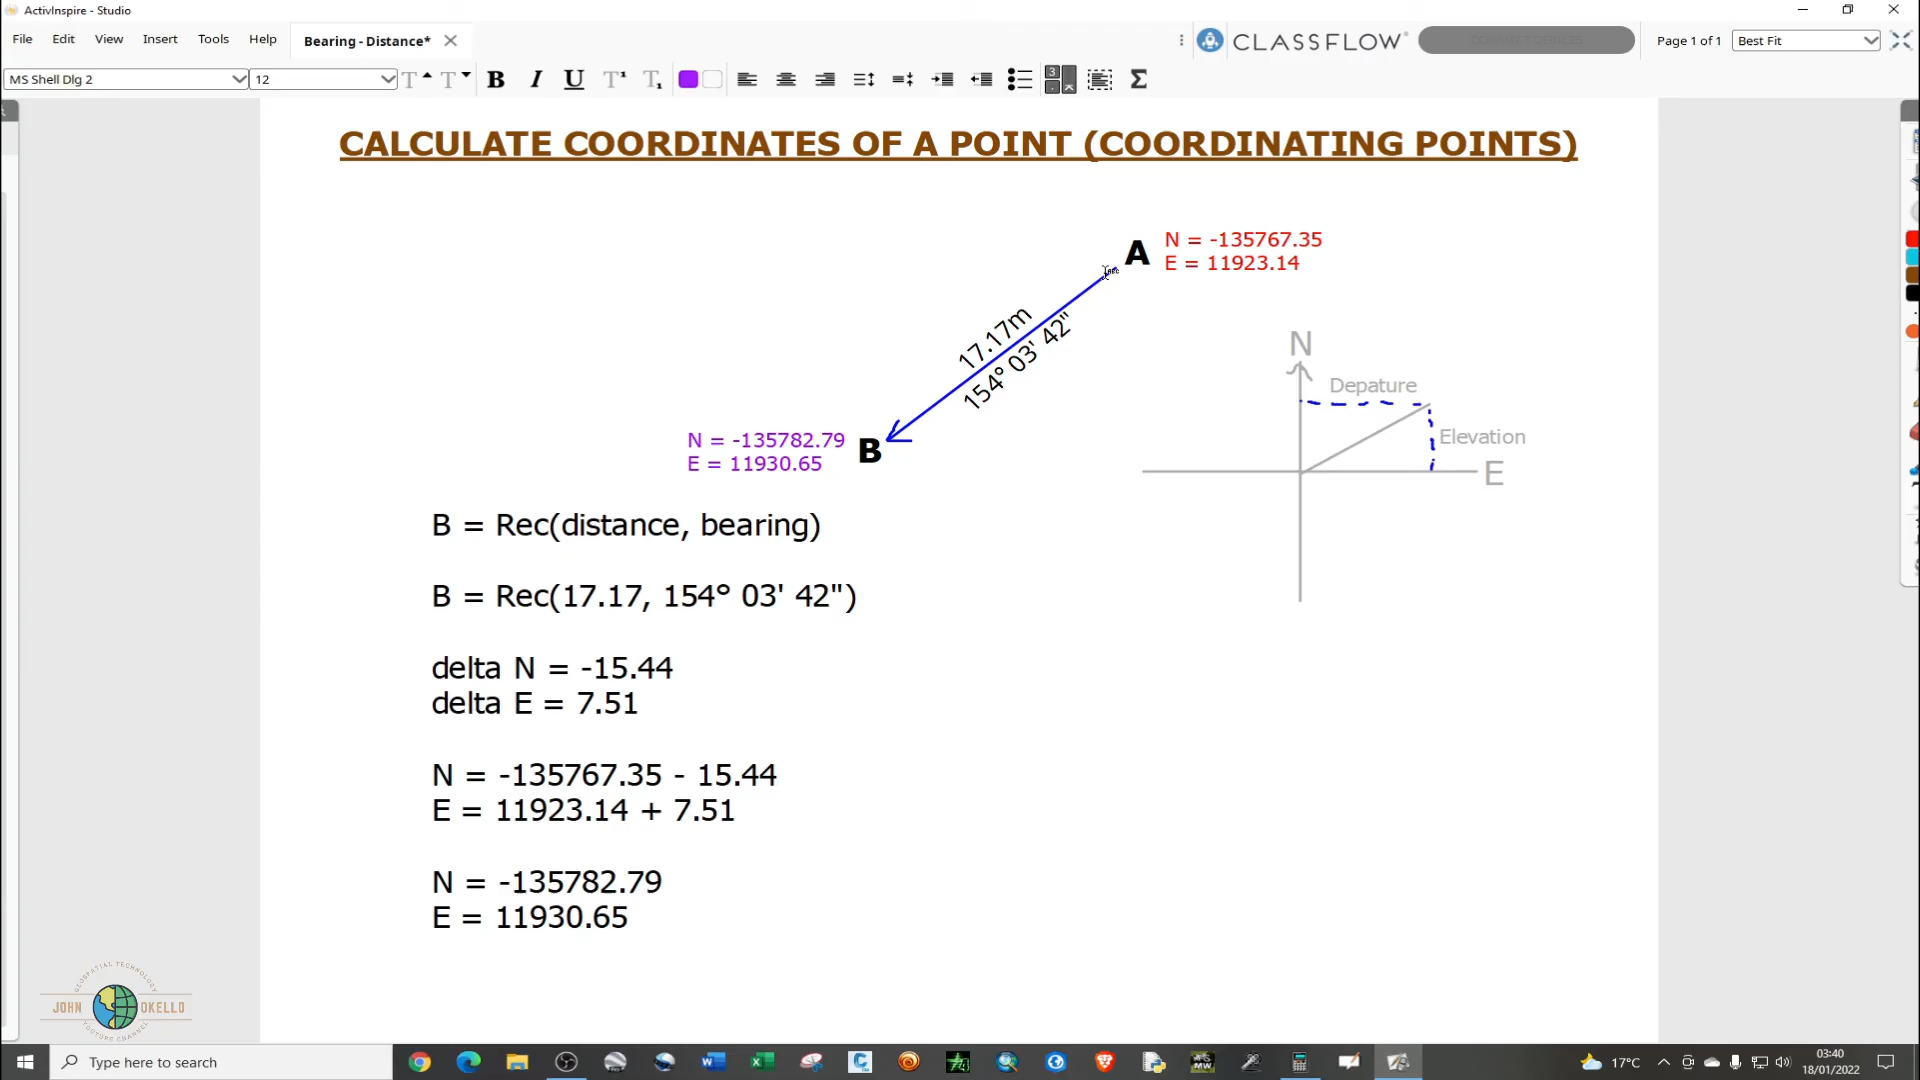 ActivInspire - Studio
File Edit View Insert Tools Help
Bearing - Distance*
CLASSFLOW
Page 1 of 1
Best Fit
MS Shell Dlg 2
12
CALCULATE COORDINATES OF A POINT (COORDINATING POINTS)
A
N = -135767.35
E = 11923.14
17.17m
154° 03' 42"
N = -135782.79
E = 11930.65
B
N
Depature
Elevation
E
B = Rec(distance, bearing)
B = Rec(17.17, 154° 03' 42")
delta N = -15.44
delta E = 7.51
N = -135767.35 - 15.44
E = 11923.14 + 7.51
N = -135782.79
E = 11930.65
GEOSPATIAL TECHNOLOGY
JOHN OKELLO
YOUTUBE CHANNEL
Type here to search
17°C
03:40
18/01/2022